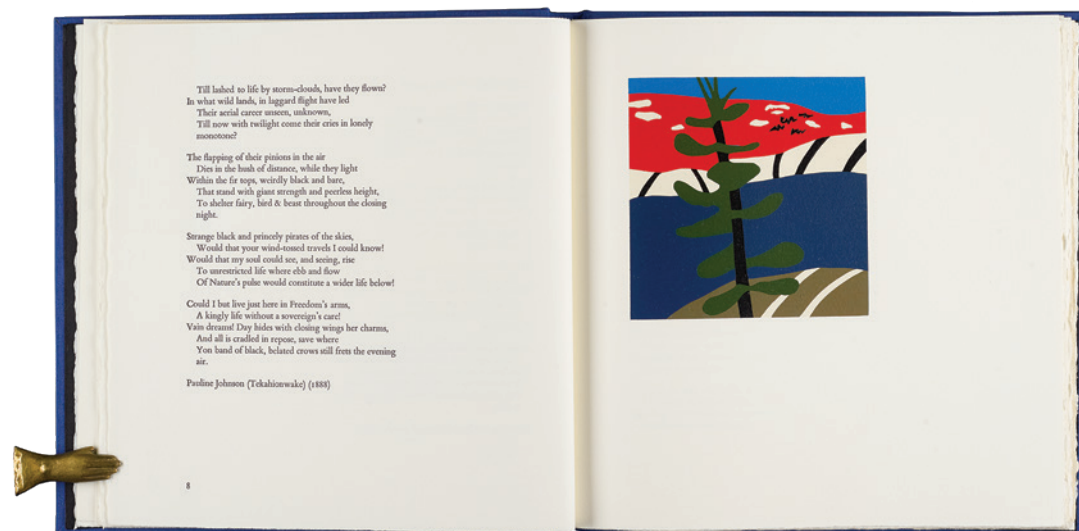 Till lashed to life by storm-clouds, have they flown?
In what wild lands, in laggard flight have led
Their aerial career unseen, unknown,
Till now with twilight come their cries in lonely
monotone?
The flapping of their pinions in the air
Dies in the hush of distance, while they light
Within the fir tops, weirdly black and bare,
That stand with giant strength and peerless height,
To shelter fairy, bird & beast throughout the closing
night.
Strange black and princely pirates of the skies,
Would that your wind-tossed travels I could know!
Would that my soul could see, and seeing, rise
To unrestricted life where ebb and flow
Of Nature's pulse would constitute a wider life below!
Could I but live just here in Freedom's arms,
A kingly life without a sovereign's care!
Vain dreams! Day hides with closing wings her charms,
And all is cradled in repose, save where
Yon band of black, belated crows still frets the evening
air.
Pauline Johnson (Tekahionwake) (1888)
8